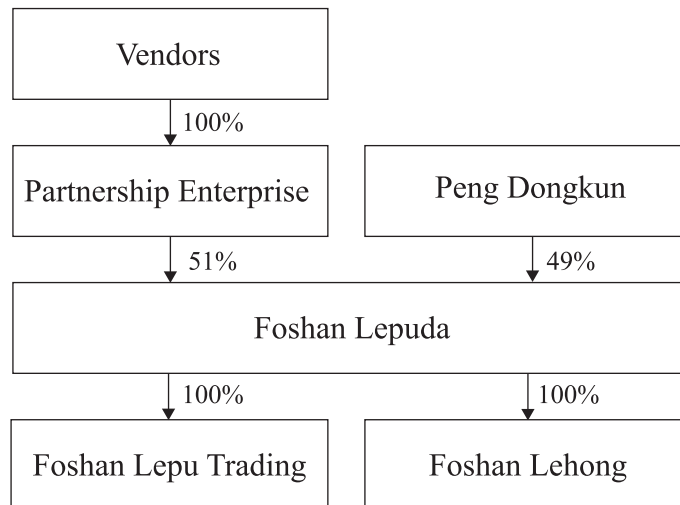 Vendors
100%
Partnership Enterprise
Peng Dongkun
51%
49%
Foshan Lepuda
100%
100%
Foshan Lepu Trading
Foshan Lehong